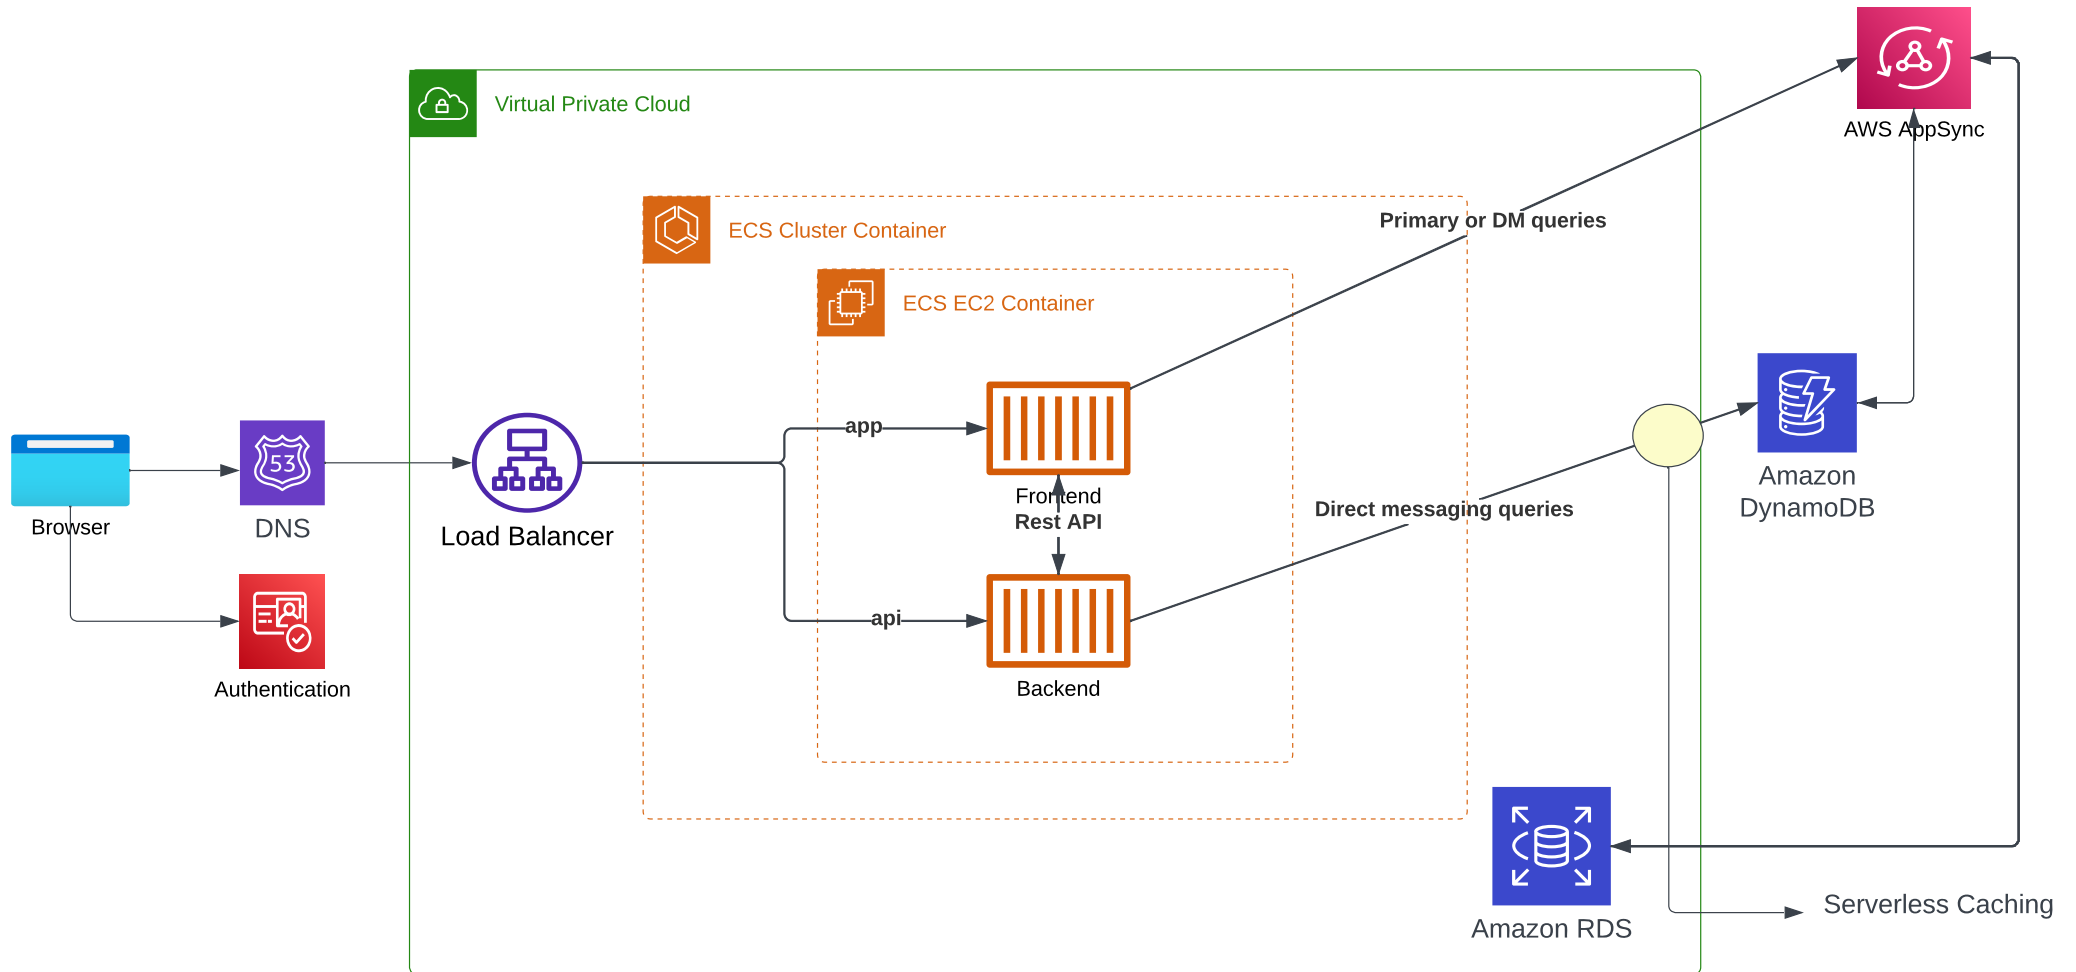 AWS AppSync
Virtual Private Cloud
Primary or DM queries
ECS Cluster Container
ECS EC2 Container
app
53
Browser
DNS
Load Balancer
Frontend
Rest API
Direct messaging queries
Amazon
DynamoDB
api
Authentication
Backend
Amazon RDS
Serverless Caching